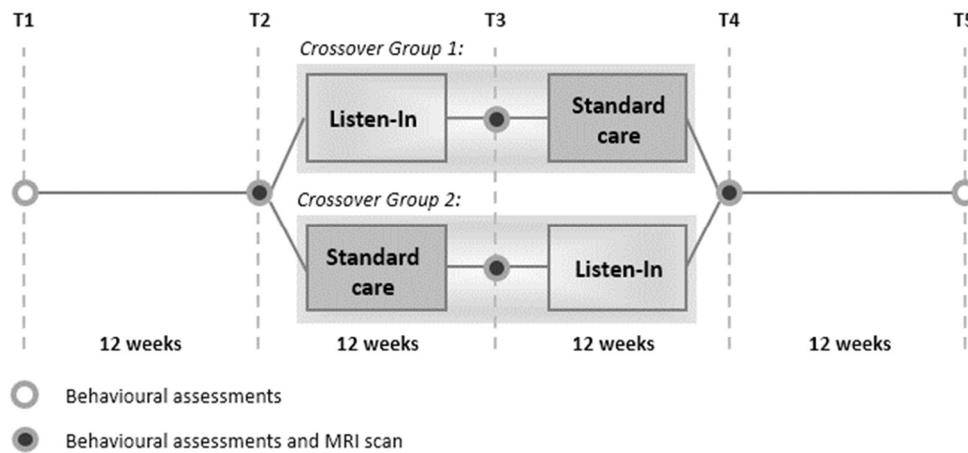 T1 T2 T3 T4 T5
Crossover Group 1:
Listen-In
Standard
care
Crossover Group 2:
Standard
care
Listen-In
12 weeks 12 weeks 12 weeks 12 weeks
Behavioural assessments
Behavioural assessments and MRI scan